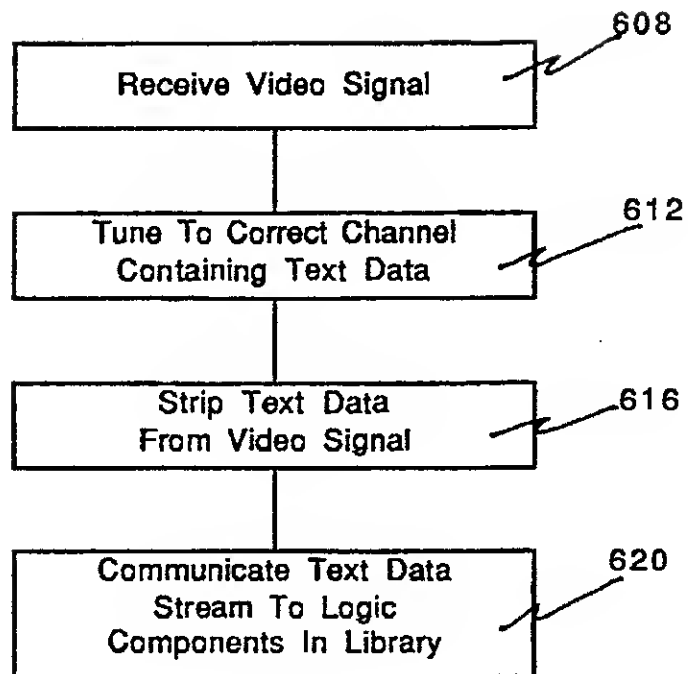 608
Receive Video Signal
612
Tune To Correct Channel
Containing Text Data
616
Strip Text Data
From Video Signal
620
Communicate Text Data
Stream To Logic
Components In Library